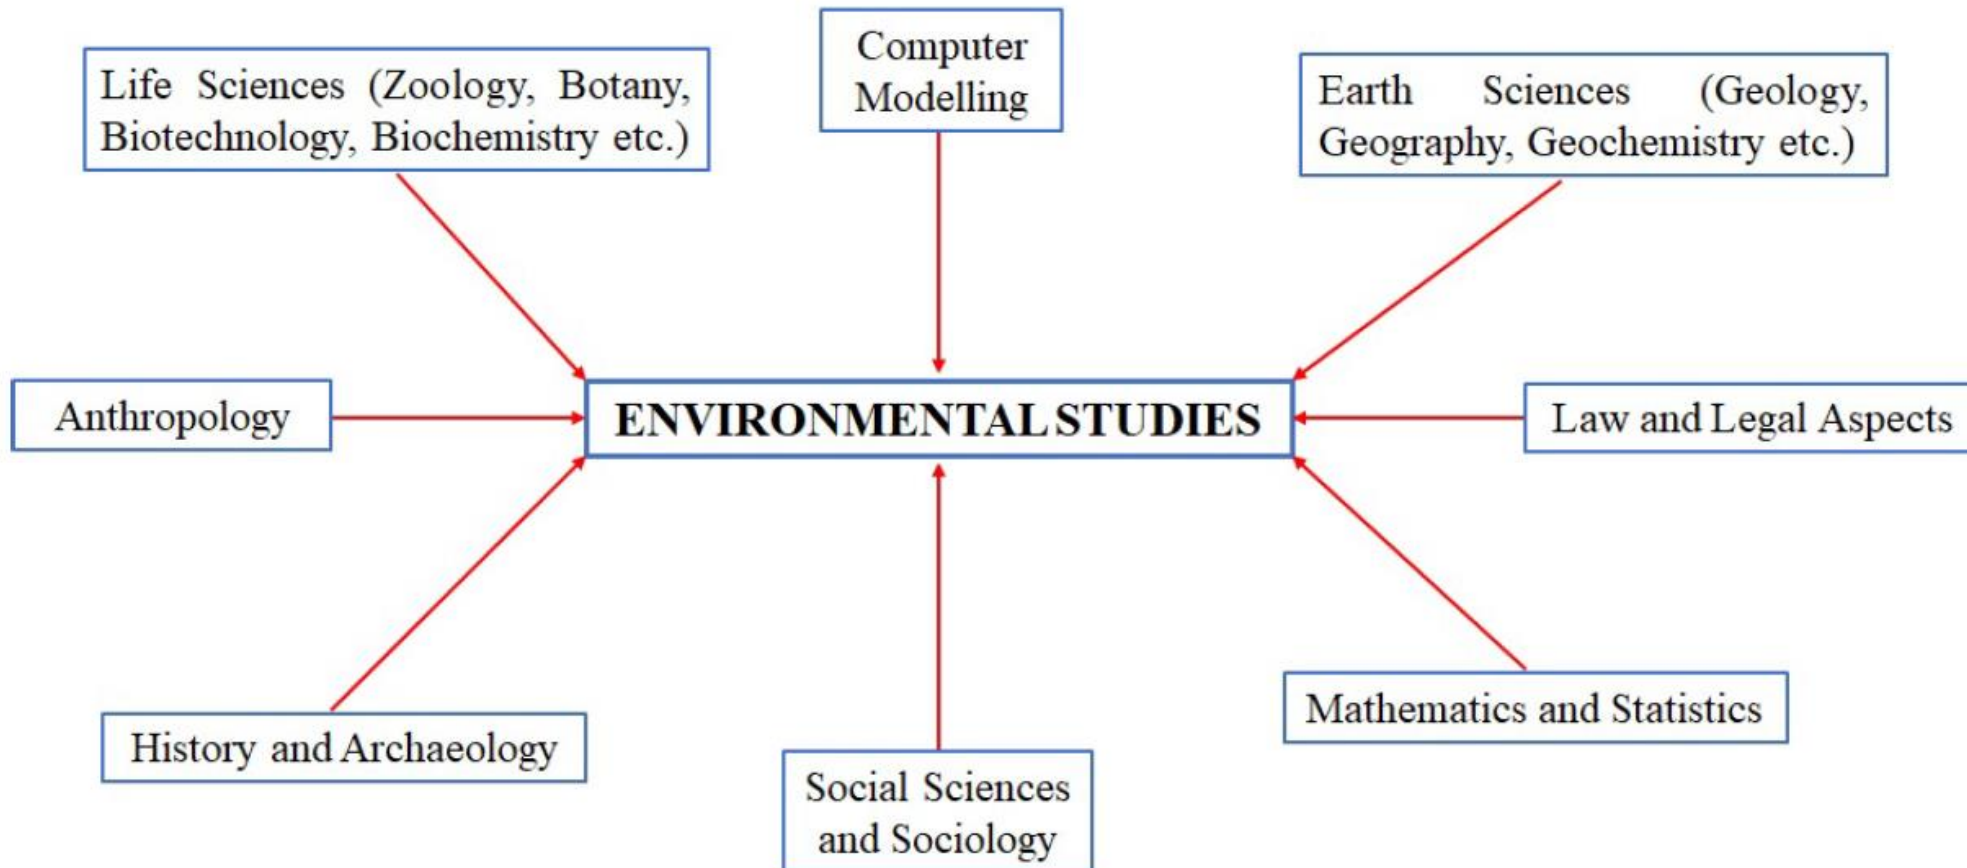 Computer
Modelling
Life Sciences (Zoology, Botany,
Biotechnology, Biochemistry etc.)
Earth Sciences (Geology,
Geography, Geochemistry etc.)
Anthropology
ENVIRONMENTAL STUDIES
Law and Legal Aspects
History and Archaeology
Mathematics and Statistics
Social Sciences
and Sociology